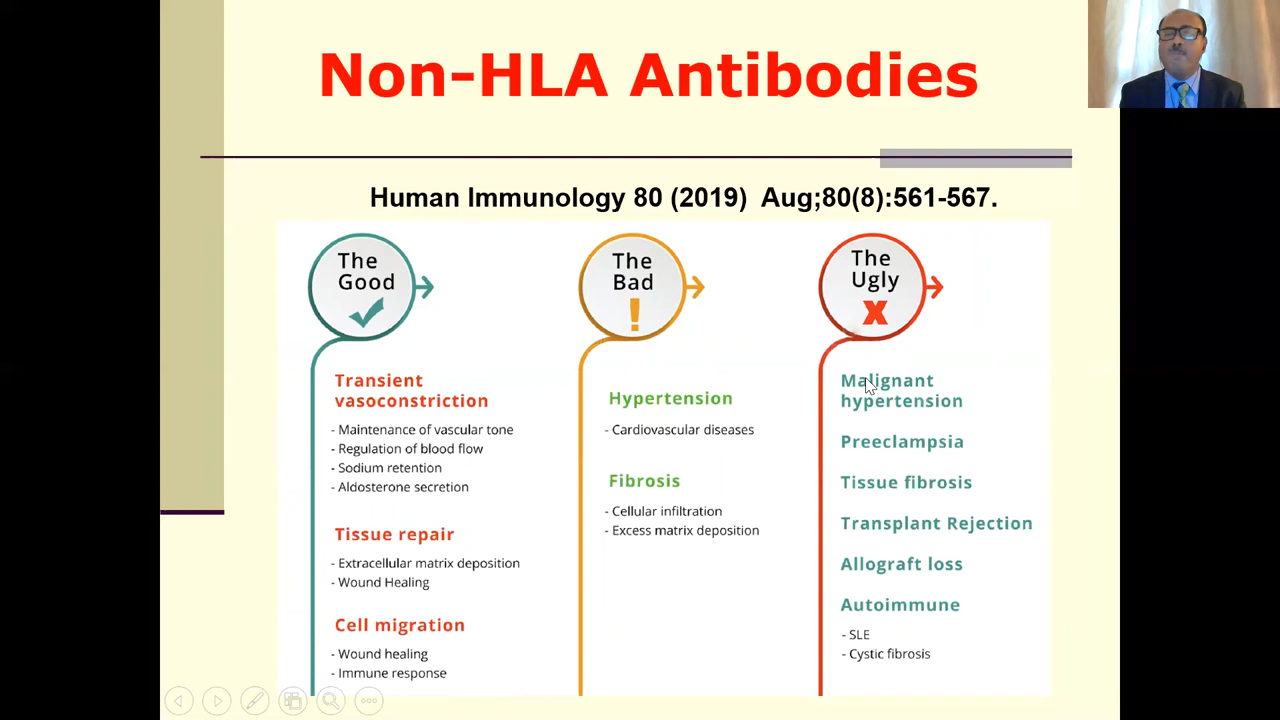 Non-HLA Antibodies
Human Immunology 80 (2019) Aug;80(8):561-567.
The
Good
Transient
vasoconstriction
- Maintenance of vascular tone
- Regulation of blood flow
- Sodium retention
- Aldosterone secretion
Tissue repair
- Extracellular matrix deposition
- Wound Healing
Cell migration
- Wound healing
- Immune response
The
Bad
!
Hypertension
- Cardiovascular diseases
Fibrosis
- Cellular infiltration
- Excess matrix deposition
The
Ugly
X
Malignant
hypertension
Preeclampsia
Tissue fibrosis
Transplant Rejection
Allograft loss
Autoimmune
- SLE
- Cystic fibrosis